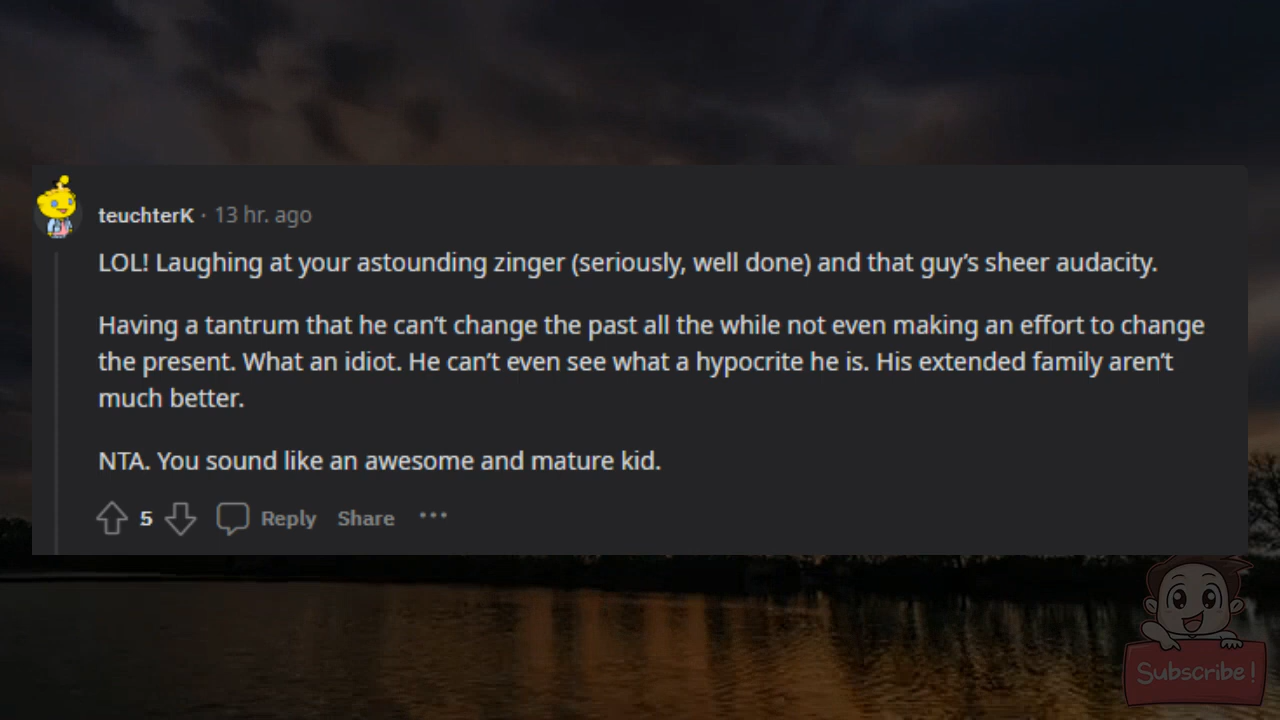 teuchterK · 13 hr. ago
LOL! Laughing at your astounding zinger (seriously, well done) and that guy’s sheer audacity.
Having a tantrum that he can’t change the past all the while not even making an effort to change
the present. What an idiot. He can’t even see what a hypocrite he is. His extended family aren’t
much better.
NTA. You sound like an awesome and mature kid.
5 Reply Share ···
Subscribe!